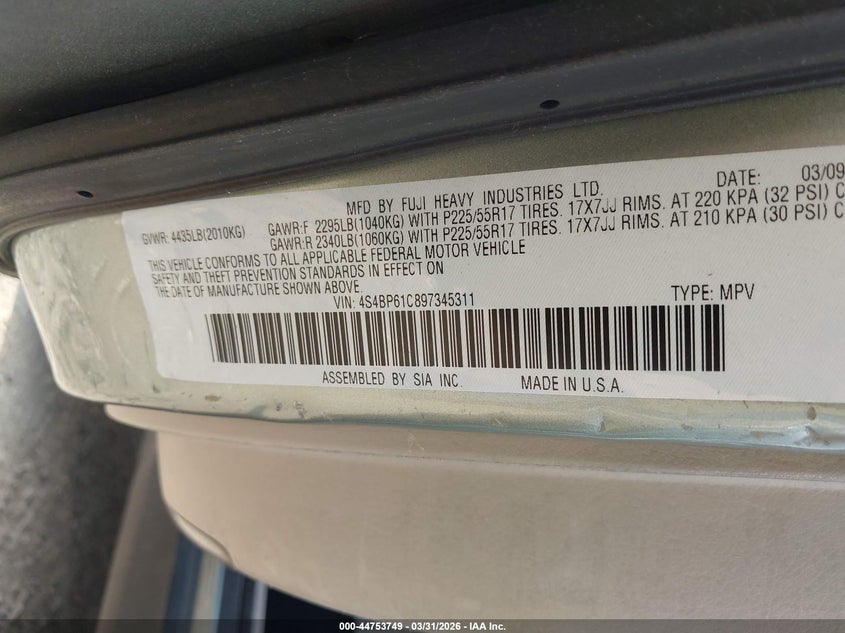 MFD BY FUJI HEAVY INDUSTRIES LTD. DATE: 03/09
GVWR: 4435LB(2010KG) GAWR:F 2295LB(1040KG) WITH P225/55R17 TIRES. 17X7JJ RIMS. AT 220 KPA (32 PSI) C
GAWR:R 2340LB(1060KG) WITH P225/55R17 TIRES. 17X7JJ RIMS. AT 210 KPA (30 PSI) C
THIS VEHICLE CONFORMS TO ALL APPLICABLE FEDERAL MOTOR VEHICLE
SAFETY AND THEFT PREVENTION STANDARDS IN EFFECT ON
THE DATE OF MANUFACTURE SHOWN ABOVE.
VIN: 4S4BP61C897345311 TYPE: MPV
ASSEMBLED BY SIA INC. MADE IN U.S.A.
000-44753749 - 03/31/2026 - IAA Inc.